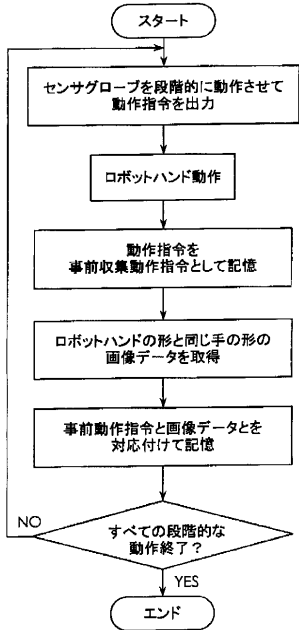 スタート
センサグローブを段階的に動作させて
動作指令を出力
ロボットハンド動作
動作指令を
事前収集動作指令として記憶
ロボットハンドの形と同じ手の形の
画像データを取得
事前動作指令と画像データとを
対応付けて記憶
すべての段階的な
動作終了?
NO
YES
エンド